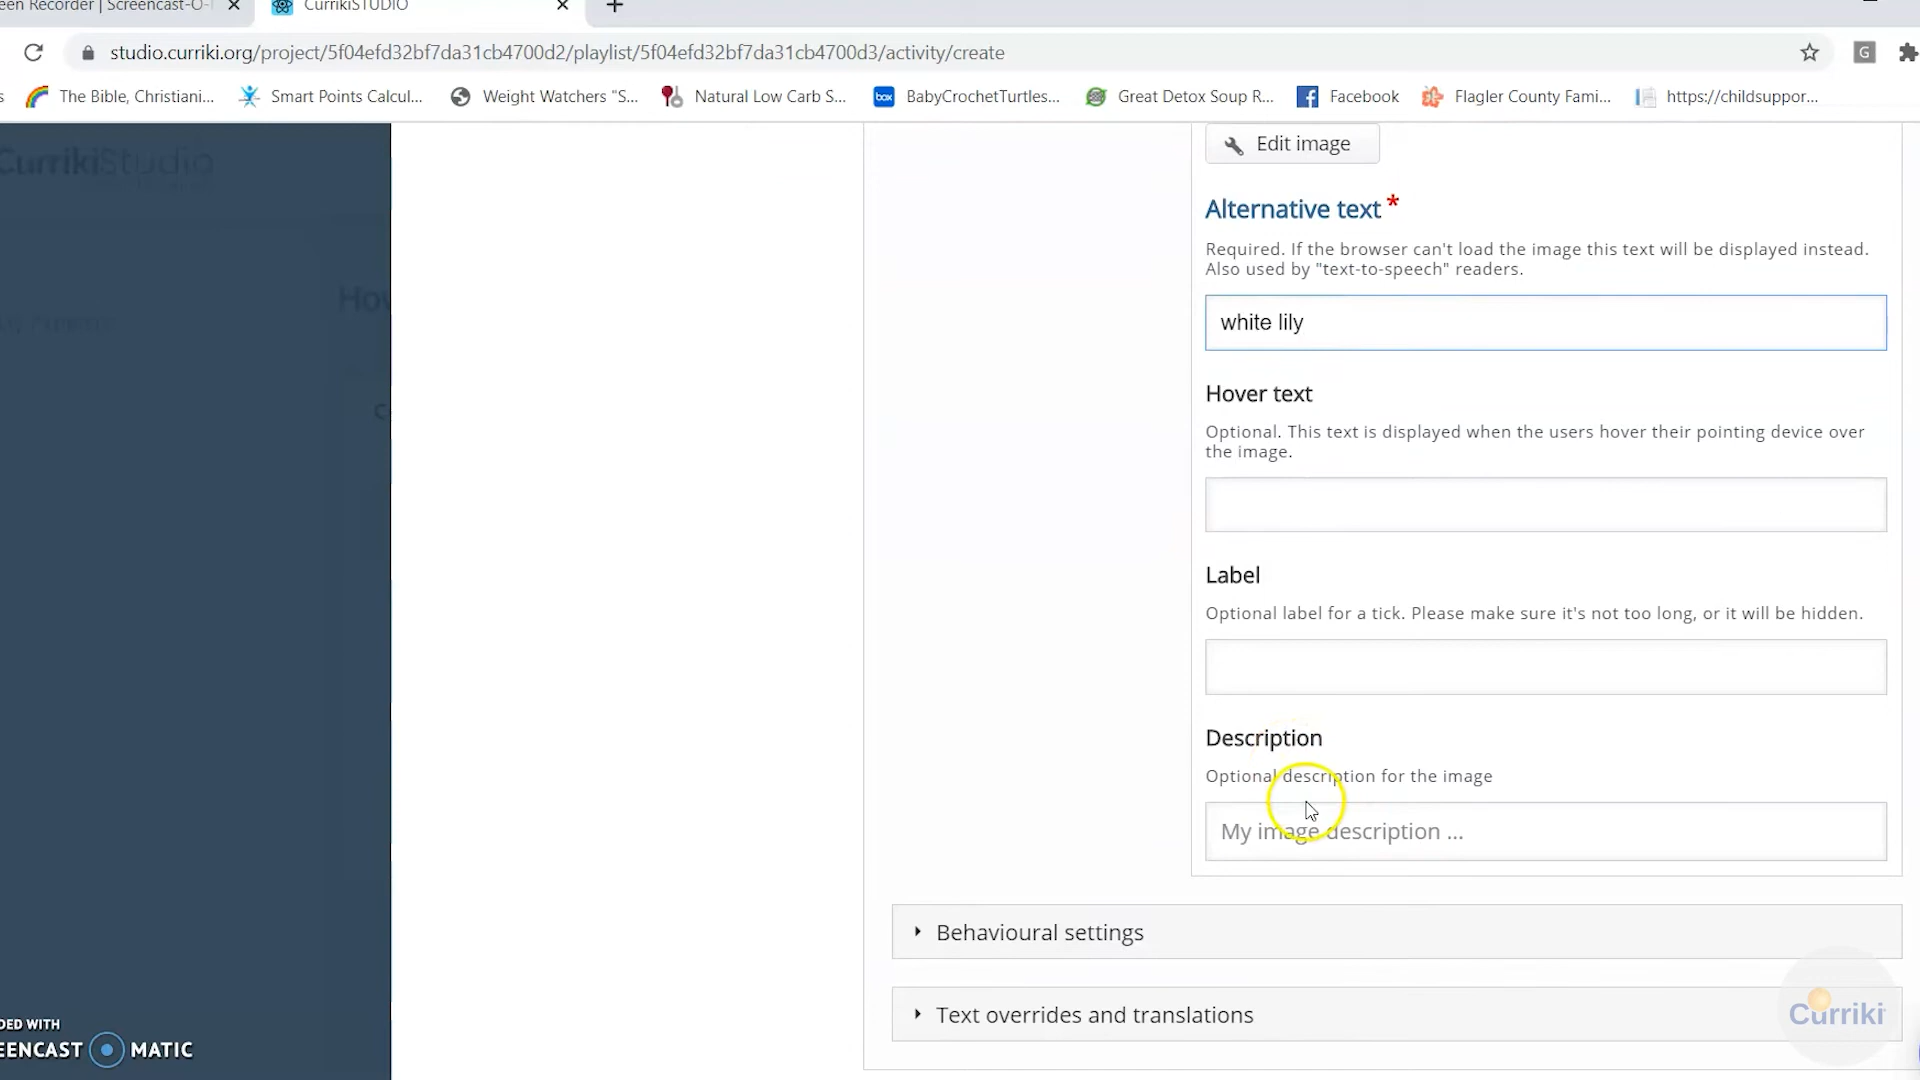 een Recorder | Screencast-O-
CurrikiSTUDIO
studio.curriki.org/project/5f04efd32bf7da31cb4700d2/playlist/5f04efd32bf7da31cb4700d3/activity/create
G
s
The Bible, Christiani...
Smart Points Calcul...
Weight Watchers "S...
Natural Low Carb S...
box
BabyCrochetTurtles...
Great Detox Soup R...
Facebook
Flagler County Fami...
https://childsuppor...
CurrikiStudio
Edit image
Alternative text *
Required. If the browser can't load the image this text will be displayed instead.
Also used by "text-to-speech" readers.
white lily
Hov
Hover text
Optional. This text is displayed when the users hover their pointing device over
the image.
Label
Optional label for a tick. Please make sure it's not too long, or it will be hidden.
Description
Optional description for the image
My image description ...
Behavioural settings
Text overrides and translations
Curriki
DED WITH
EENCAST MATIC